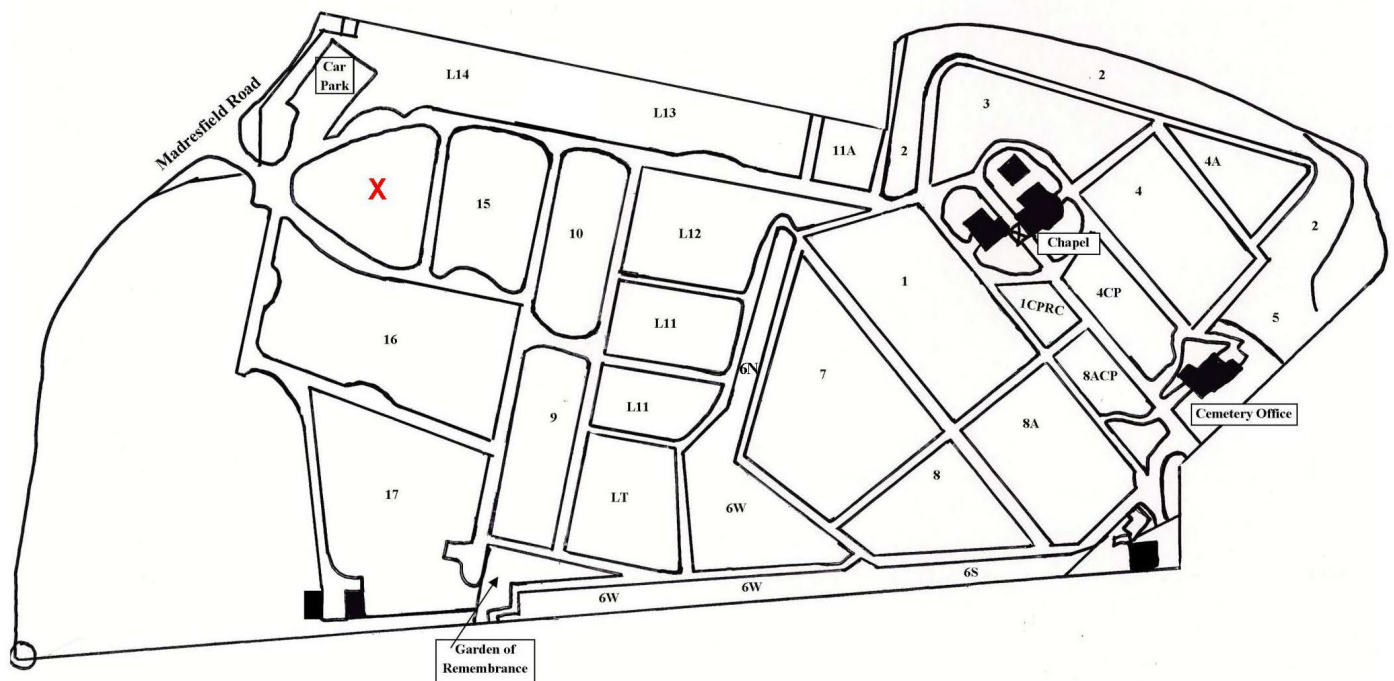 Madresfield Road
Car
Park
L14
L13
11A
2
3
2
4A
4
2
X
15
10
L12
Chapel
1
1CPRC
4CP
5
16
L11
6N
7
8ACP
Cemetery Office
9
L11
8A
17
LT
6W
8
6W
6W
6S
Garden of
Remembrance